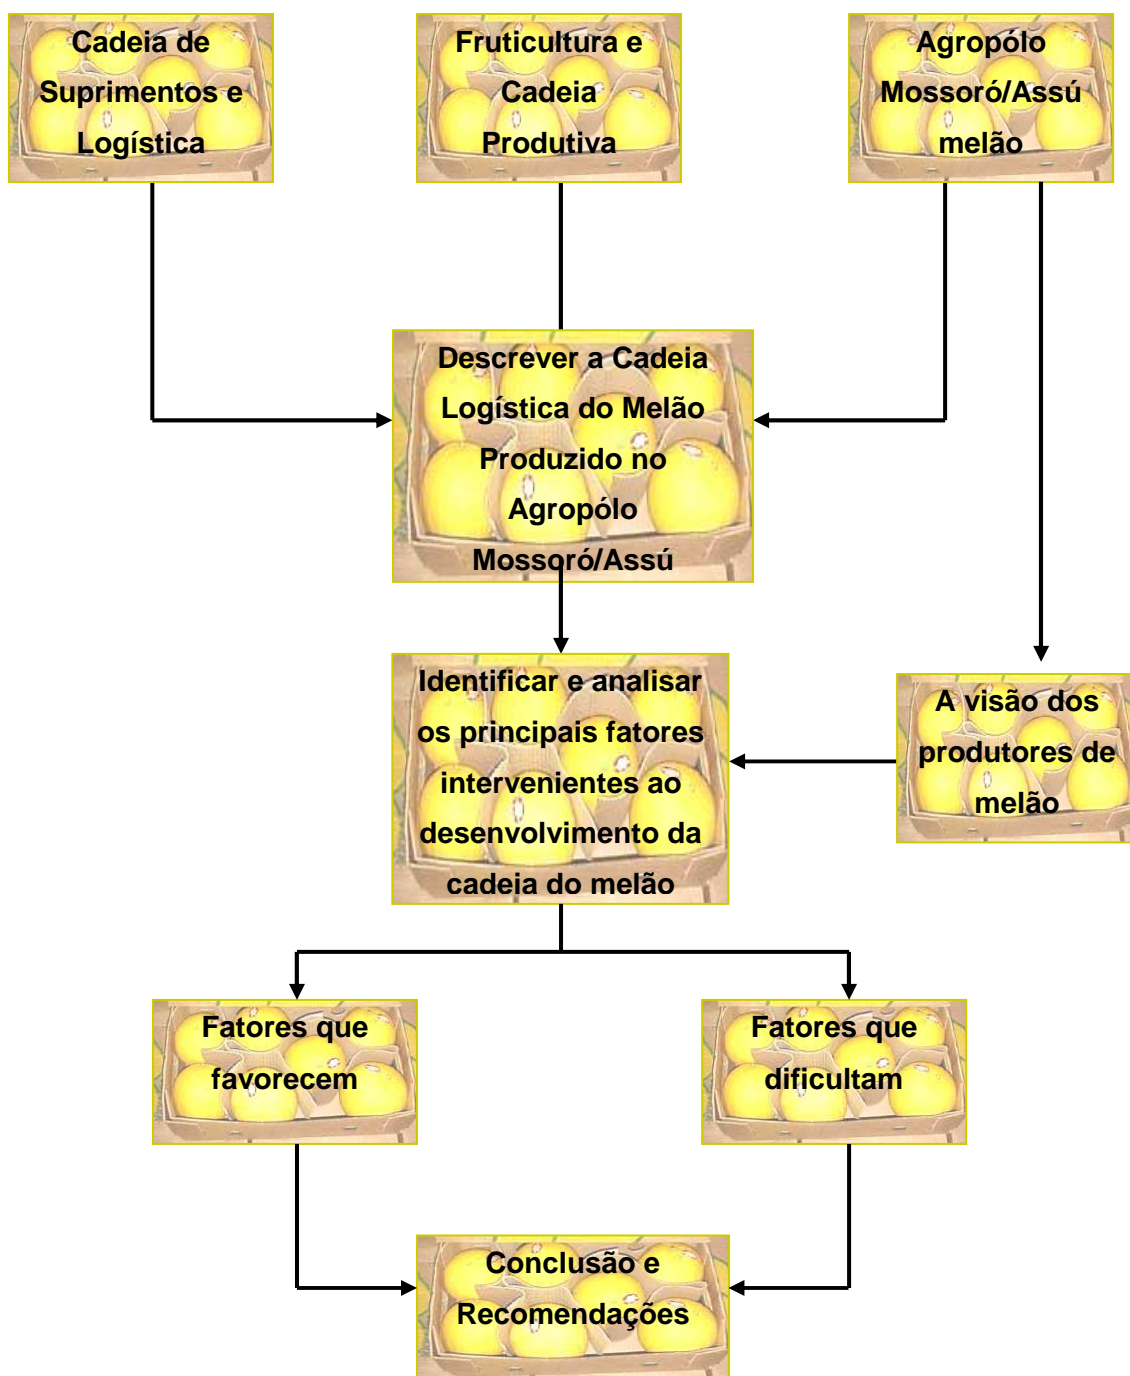 Cadeia de
Suprimentos e
Logística
Fruticultura e
Cadeia
Produtiva
Agropólo
Mossoró/Assú
melão
Descrever a Cadeia
Logística do Melão
Produzido no
Agropólo
Mossoró/Assú
Identificar e analisar
os principais fatores
intervenientes ao
desenvolvimento da
cadeia do melão
A visão dos
produtores de
melão
Fatores que
favorecem
Fatores que
dificultam
Conclusão e
Recomendações